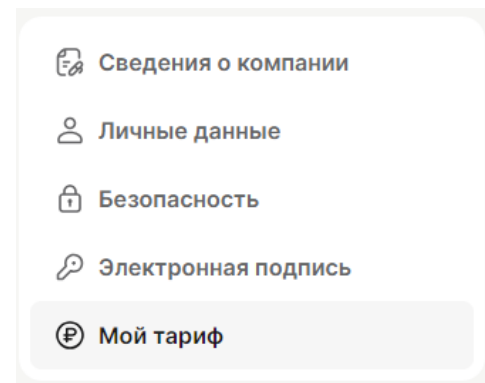 Сведения о компании
Личные данные
Безопасность
Электронная подпись
Мой тариф